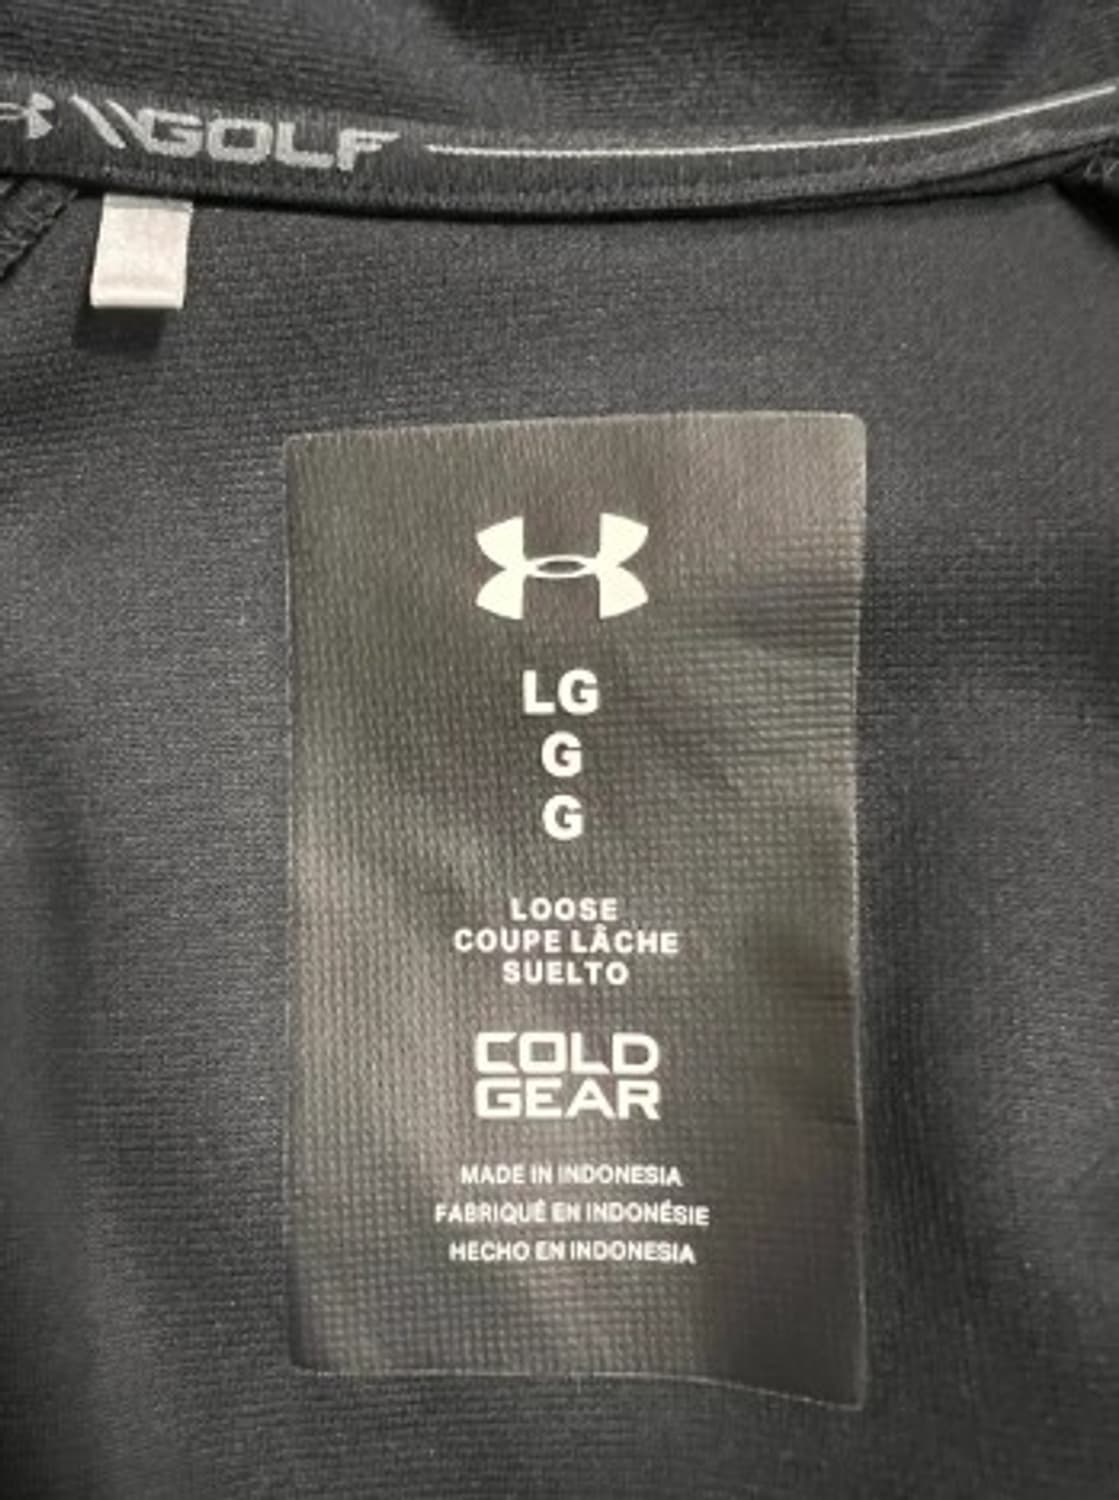 \\GOLF
LG
G
G
LOOSE
COUPE LÂCHE
SUELTO
COLD
GEAR
MADE IN INDONESIA
FABRIQUÉ EN INDONÉSIE
HECHO EN INDONESIA